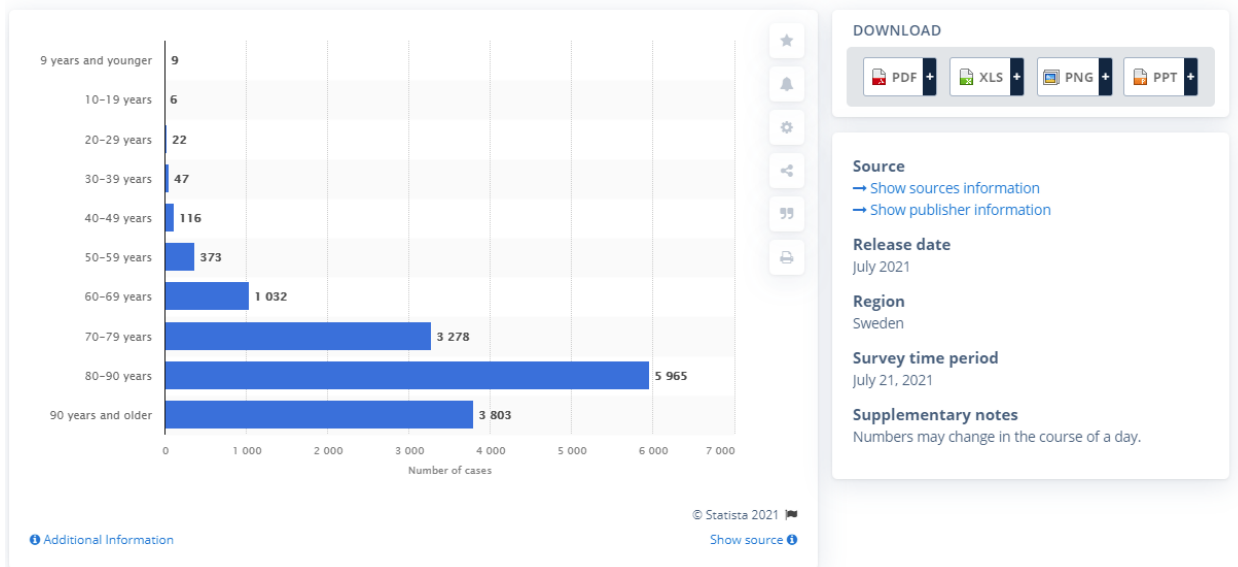 9 years and younger 9
10–19 years 6
20–29 years 22
30–39 years 47
40–49 years 116
50–59 years 373
60–69 years 1 032
70–79 years 3 278
80–90 years 5 965
90 years and older 3 803
0 1 000 2 000 3 000 4 000 5 000 6 000 7 000
Number of cases
© Statista 2021
Additional Information
Show source
DOWNLOAD
PDF + XLS + PNG + PPT +
Source
→ Show sources information
→ Show publisher information
Release date
July 2021
Region
Sweden
Survey time period
July 21, 2021
Supplementary notes
Numbers may change in the course of a day.